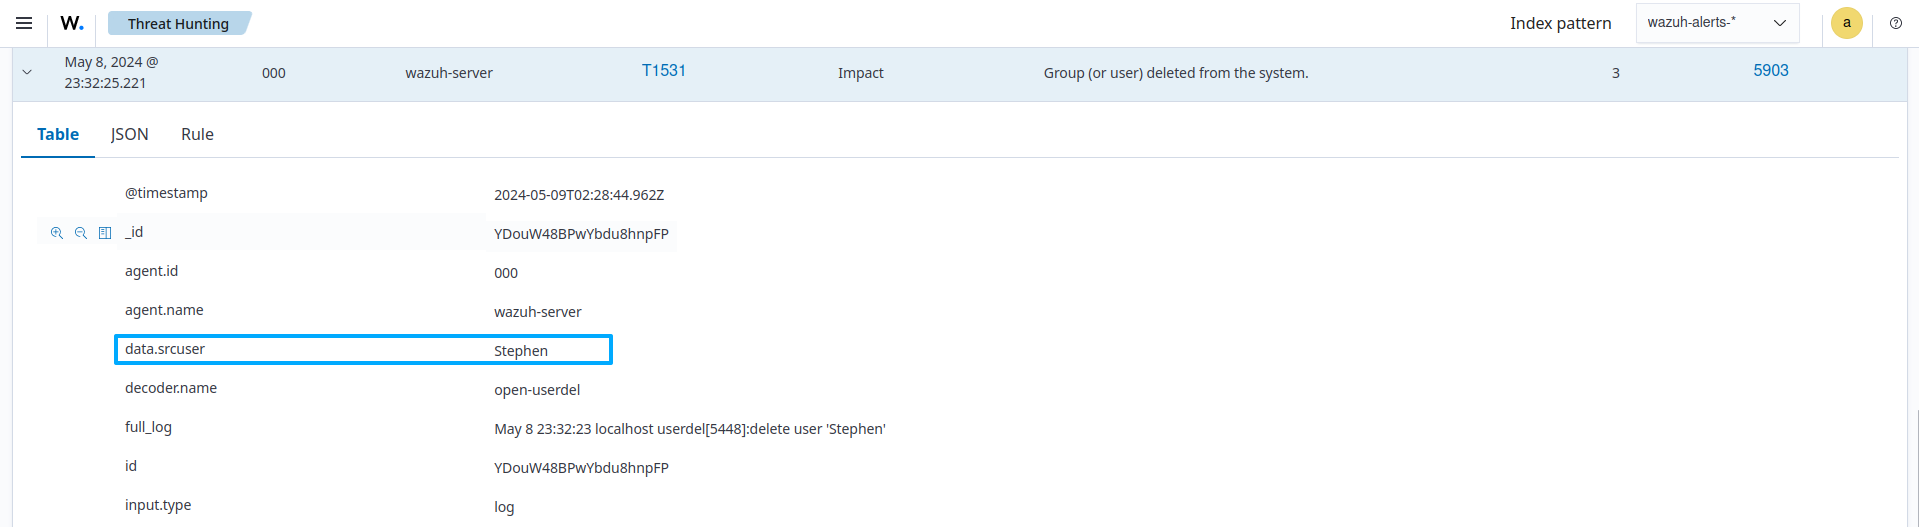 W. Threat Hunting Index pattern wazuh-alerts-* a
May 8, 2024 @
23:32:25.221 000 wazuh-server T1531 Impact Group (or user) deleted from the system. 3 5903
Table JSON Rule
@timestamp 2024-05-09T02:28:44.962Z
_id YDouW48BPwYbdu8hnpFP
agent.id 000
agent.name wazuh-server
data.srcuser Stephen
decoder.name open-userdel
full_log May 8 23:32:23 localhost userdel[5448]:delete user 'Stephen'
id YDouW48BPwYbdu8hnpFP
input.type log